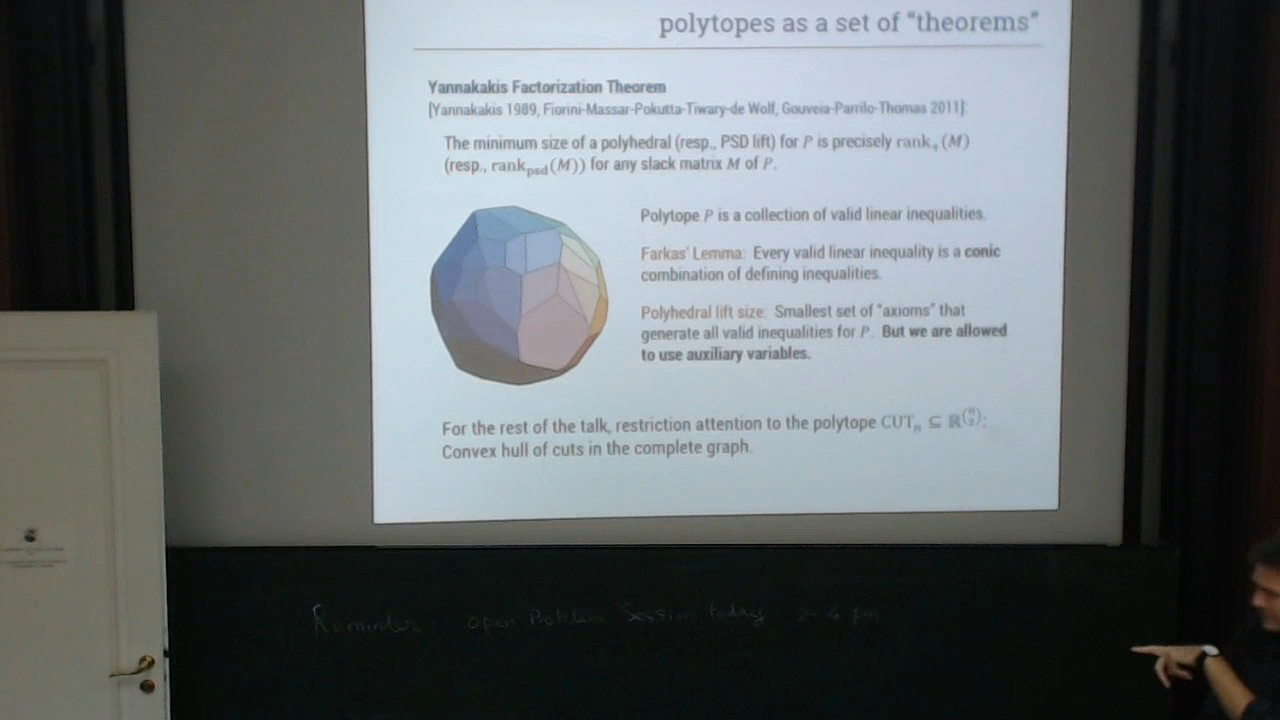 polytopes as a set of “theorems”
Yannakakis Factorization Theorem
[Yannakakis 1989, Fiorini-Massar-Pokutta-Tiwary-de Wolf, Gouveia-Parrilo-Thomas 2011]:
The minimum size of a polyhedral (resp., PSD lift) for P is precisely rank₊(M)
(resp., rank_psd(M)) for any slack matrix M of P.
Polytope P is a collection of valid linear inequalities.
Farkas’ Lemma: Every valid linear inequality is a conic
combination of defining inequalities.
Polyhedral lift size: Smallest set of “axioms” that
generate all valid inequalities for P. But we are allowed
to use auxiliary variables.
For the rest of the talk, restriction attention to the polytope CUTₙ ⊆ ℝ^(n 2):
Convex hull of cuts in the complete graph.
Reminder: open Problem Session today 2-4 pm